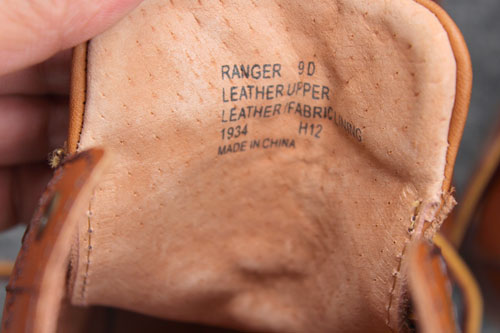 RANGER 9D
LEATHER UPPER
LEATHER/FABRIC LINING
1934 H12
MADE IN CHINA